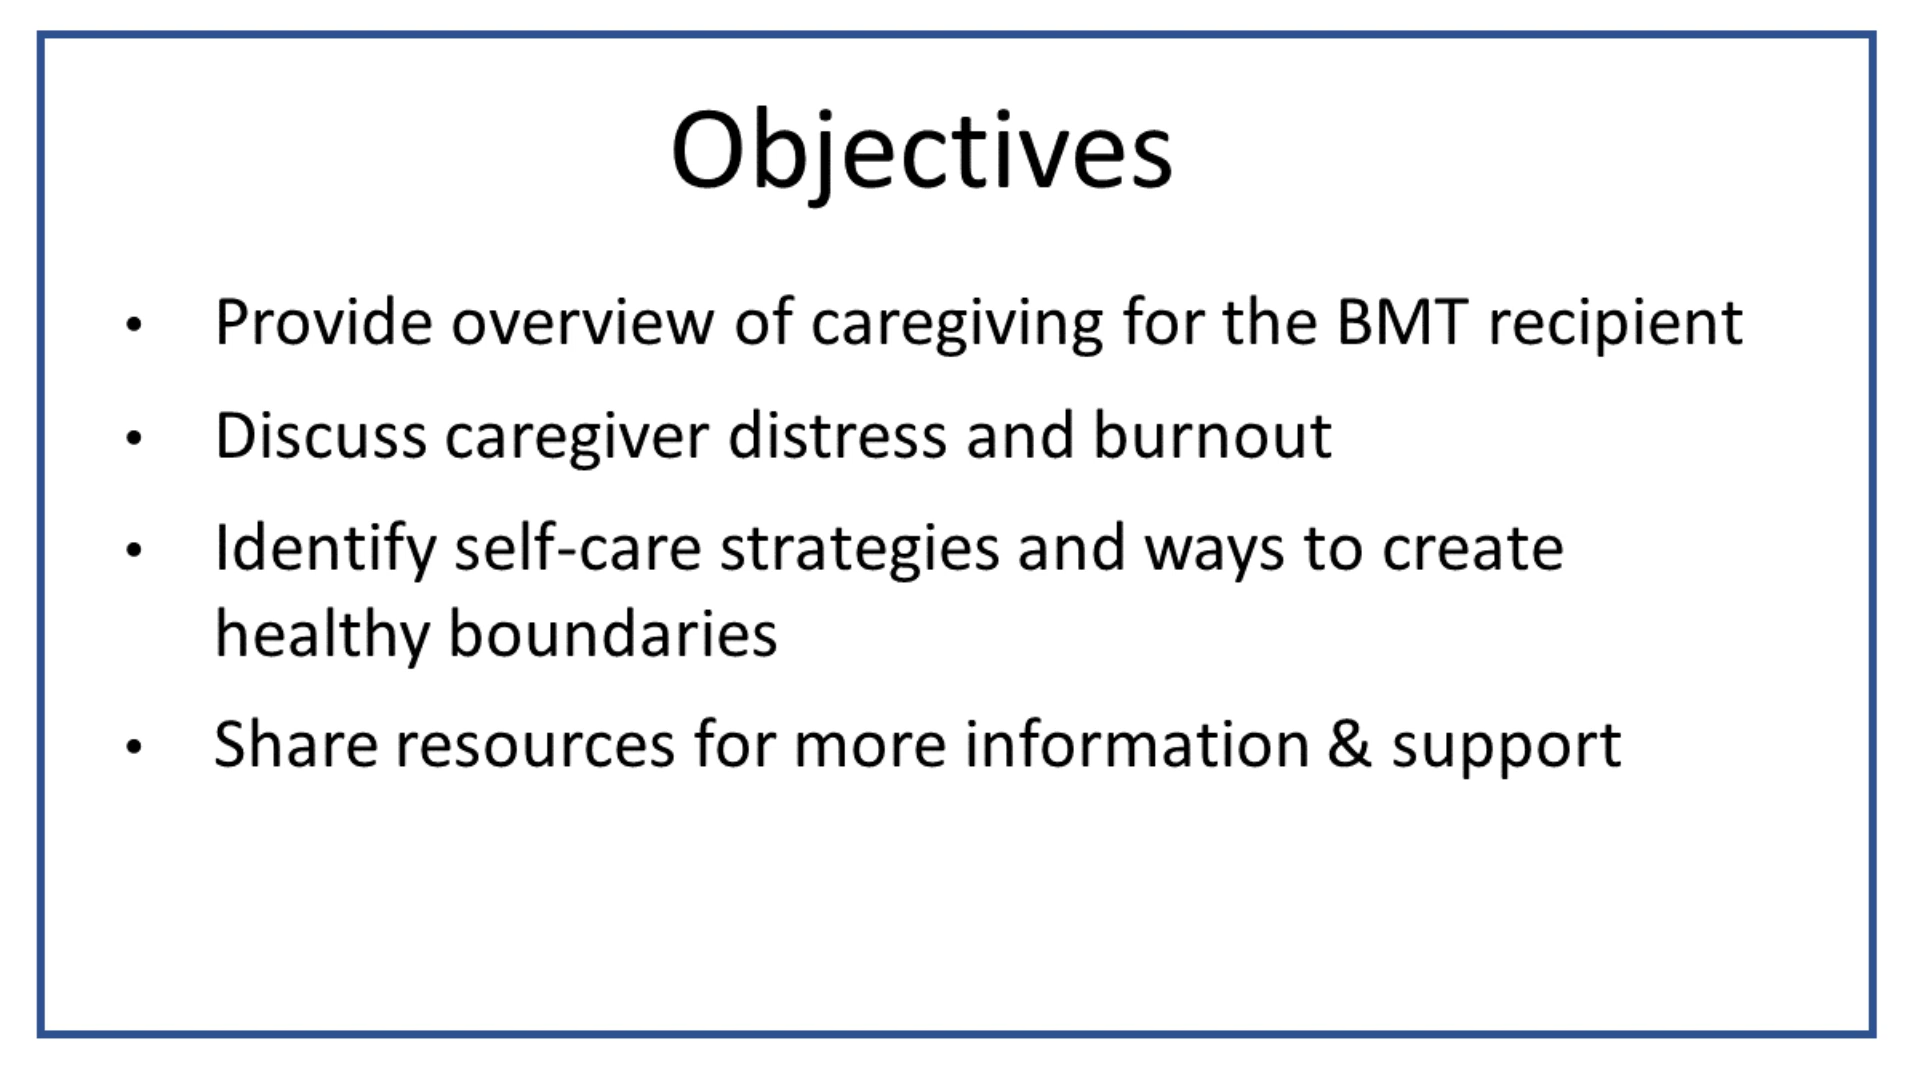 Objectives
• Provide overview of caregiving for the BMT recipient
• Discuss caregiver distress and burnout
• Identify self-care strategies and ways to create
healthy boundaries
• Share resources for more information & support